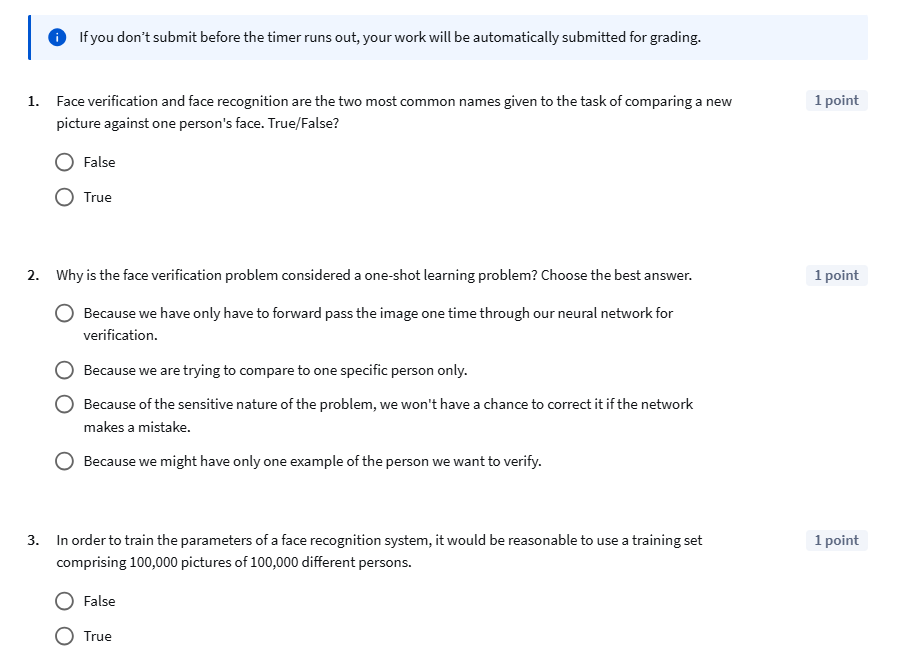 If you don't submit before the timer runs out, your work will be automatically submitted for grading.
1. Face verification and face recognition are the two most common names given to the task of comparing a new 1 point
picture against one person's face. True/False?
False
True
2. Why is the face verification problem considered a one-shot learning problem? Choose the best answer. 1 point
Because we have only have to forward pass the image one time through our neural network for
verification.
Because we are trying to compare to one specific person only.
Because of the sensitive nature of the problem, we won't have a chance to correct it if the network
makes a mistake.
Because we might have only one example of the person we want to verify.
3. In order to train the parameters of a face recognition system, it would be reasonable to use a training set 1 point
comprising 100,000 pictures of 100,000 different persons.
False
True